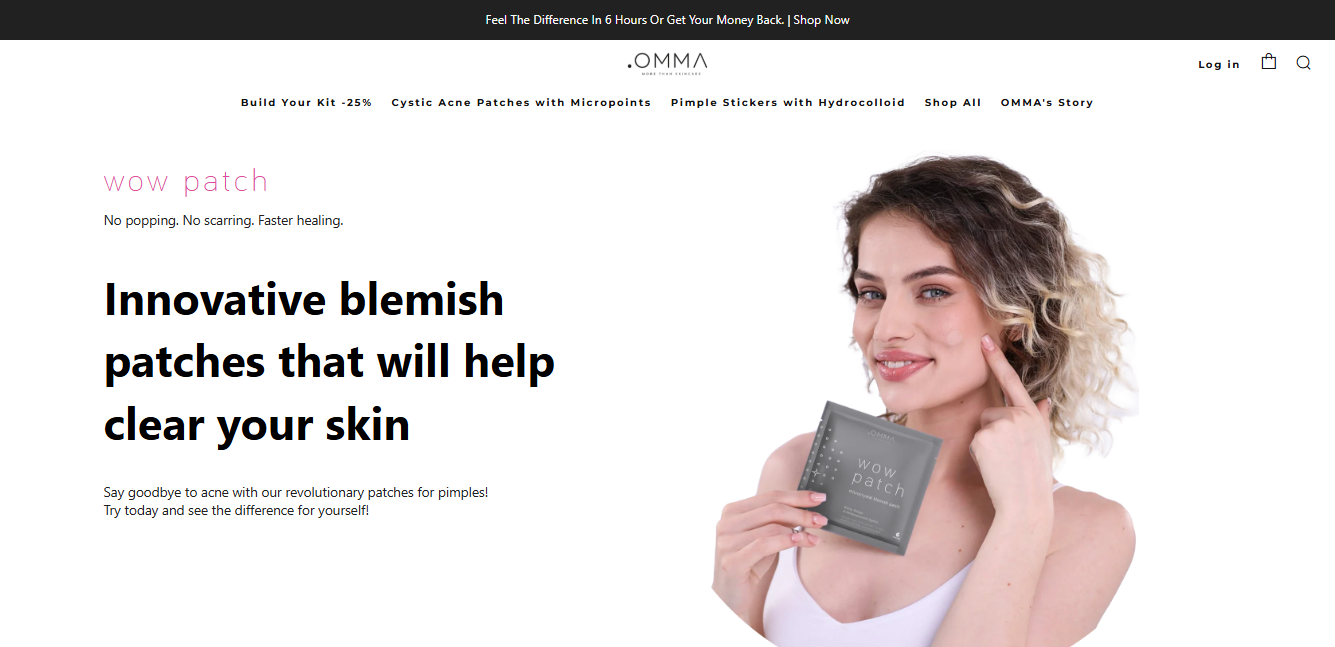 Feel The Difference In 6 Hours Or Get Your Money Back. | Shop Now
.OMMA
MORE THAN SKINCARE
Log in
Build Your Kit -25% Cystic Acne Patches with Micropoints Pimple Stickers with Hydrocolloid Shop All OMMA's Story
wow patch
No popping. No scarring. Faster healing.
Innovative blemish
patches that will help
clear your skin
Say goodbye to acne with our revolutionary patches for pimples!
Try today and see the difference for yourself!
.OMMA
wow
patch
blemish patch